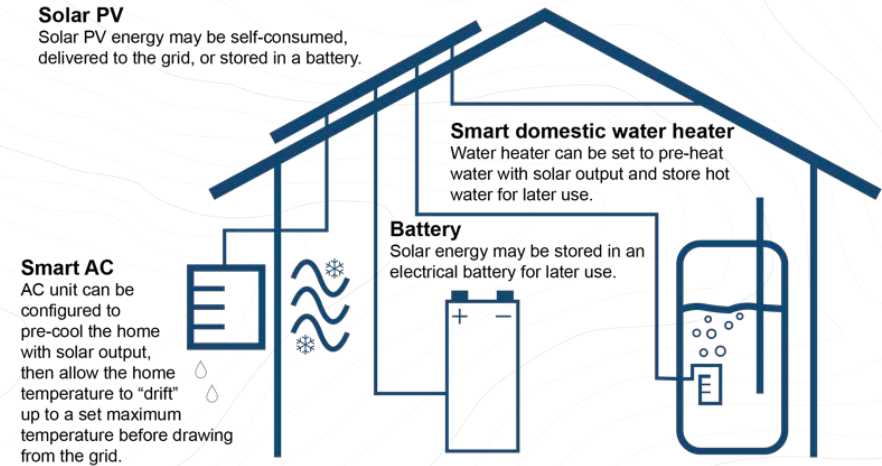 Solar PV
Solar PV energy may be self-consumed,
delivered to the grid, or stored in a battery.
Smart domestic water heater
Water heater can be set to pre-heat
water with solar output and store hot
water for later use.
Battery
Solar energy may be stored in an
electrical battery for later use.
Smart AC
AC unit can be
configured to
pre-cool the home
with solar output,
then allow the home
temperature to “drift”
up to a set maximum
temperature before drawing
from the grid.
+ −